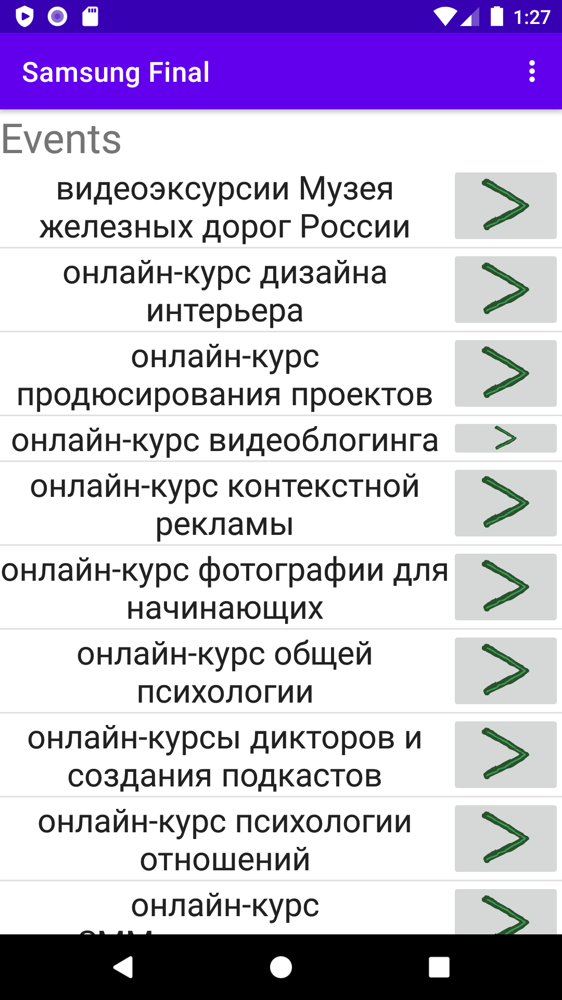 1:27
Samsung Final
Events
видеоэксурсии Музея
железных дорог России
онлайн-курс дизайна
интерьера
онлайн-курс
продюсирования проектов
онлайн-курс видеоблогинга
онлайн-курс контекстной
рекламы
онлайн-курс фотографии для
начинающих
онлайн-курс общей
психологии
онлайн-курсы дикторов и
создания подкастов
онлайн-курс психологии
отношений
онлайн-курс